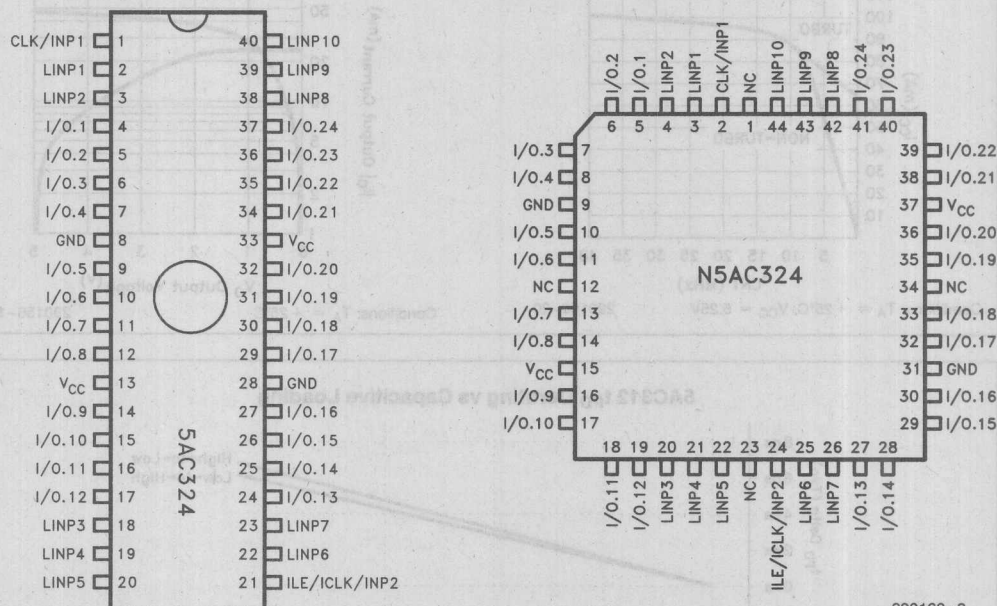 CLK/INP1 1 40 LINP10
LINP1 2 39 LINP9
LINP2 3 38 LINP8
I/O.1 4 37 I/O.24
I/O.2 5 36 I/O.23
I/O.3 6 35 I/O.22
I/O.4 7 34 I/O.21
GND 8 33 VCC
I/O.5 9 32 I/O.20
I/O.6 10 31 I/O.19
I/O.7 11 30 I/O.18
I/O.8 12 29 I/O.17
VCC 13 28 GND
I/O.9 14 27 I/O.16
I/O.10 15 26 I/O.15
I/O.11 16 25 I/O.14
I/O.12 17 24 I/O.13
LINP3 18 23 LINP7
LINP4 19 22 LINP6
LINP5 20 21 ILE/ICLK/INP2
5AC324
I/O.2 I/O.1 LINP2 LINP1 CLK/INP1 NC LINP10 LINP9 LINP8 I/O.24 I/O.23
6 5 4 3 2 1 44 43 42 41 40
I/O.3 7 39 I/O.22
I/O.4 8 38 I/O.21
GND 9 37 VCC
I/O.5 10 36 I/O.20
I/O.6 11 35 I/O.19
NC 12 34 NC
I/O.7 13 33 I/O.18
I/O.8 14 32 I/O.17
VCC 15 31 GND
I/O.9 16 30 I/O.16
I/O.10 17 29 I/O.15
N5AC324
18 19 20 21 22 23 24 25 26 27 28
I/O.11 I/O.12 LINP3 LINP4 LINP5 NC ILE/ICLK/INP2 LINP6 LINP7 I/O.13 I/O.14